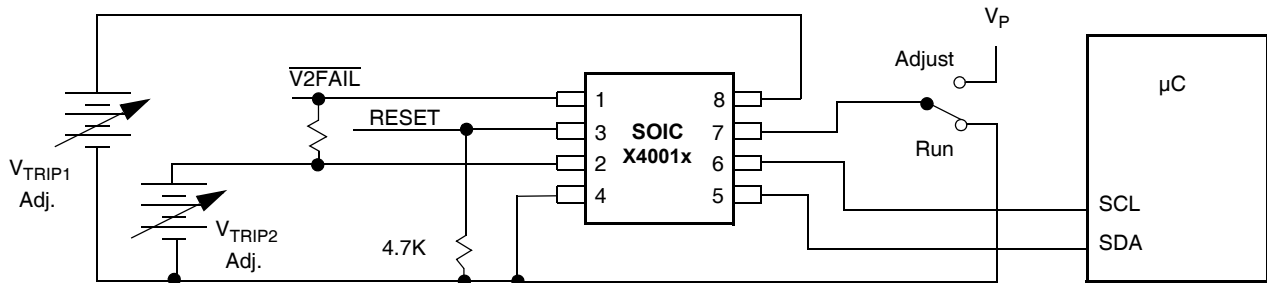 V_P
Adjust
Run
µC
SCL
SDA
V2FAIL
RESET
1
3
2
4
SOIC
X4001x
8
7
6
5
V_TRIP1
Adj.
V_TRIP2
Adj.
4.7K